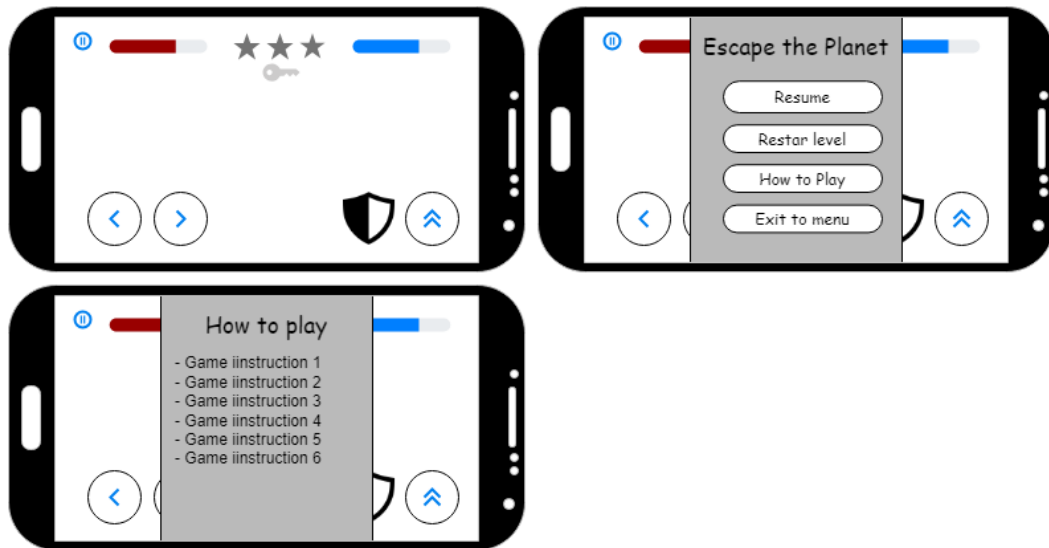 Escape the Planet
Resume
Restar level
How to Play
Exit to menu
How to play
- Game iinstruction 1
- Game iinstruction 2
- Game iinstruction 3
- Game iinstruction 4
- Game iinstruction 5
- Game iinstruction 6